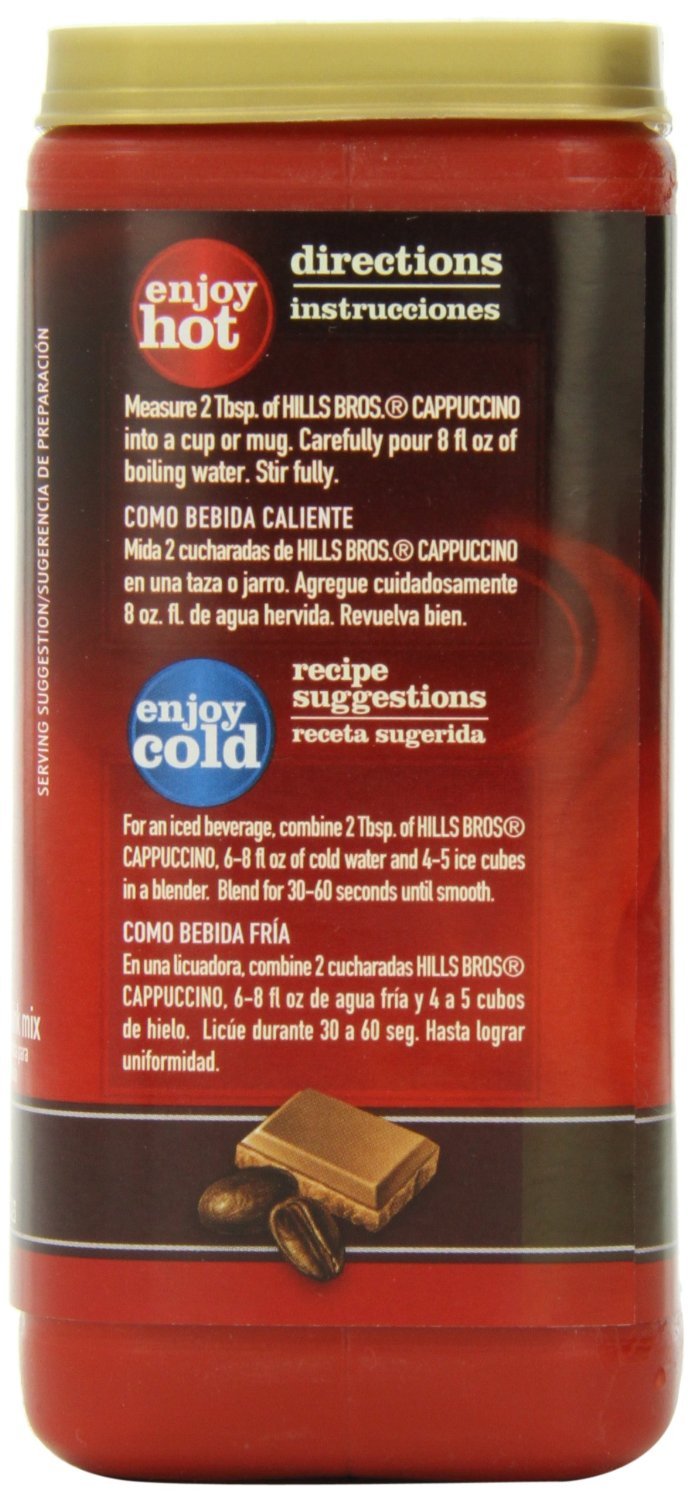 enjoy
hot
directions
instrucciones
Measure 2 Tbsp. of HILLS BROS.® CAPPUCCINO
into a cup or mug. Carefully pour 8 fl oz of
boiling water. Stir fully.
COMO BEBIDA CALIENTE
Mida 2 cucharadas de HILLS BROS.® CAPPUCCINO
en una taza o jarro. Agregue cuidadosamente
8 oz. fl. de agua hervida. Revuelva bien.
enjoy
cold
recipe
suggestions
receta sugerida
For an iced beverage, combine 2 Tbsp. of HILLS BROS®
CAPPUCCINO, 6-8 fl oz of cold water and 4-5 ice cubes
in a blender. Blend for 30-60 seconds until smooth.
COMO BEBIDA FRÍA
En una licuadora, combine 2 cucharadas HILLS BROS®
CAPPUCCINO, 6-8 fl oz de agua fría y 4 a 5 cubos
de hielo. Licúe durante 30 a 60 seg. Hasta lograr
uniformidad.
SERVING SUGGESTION/SUGERENCIA DE PREPARACIÓN
mix
para